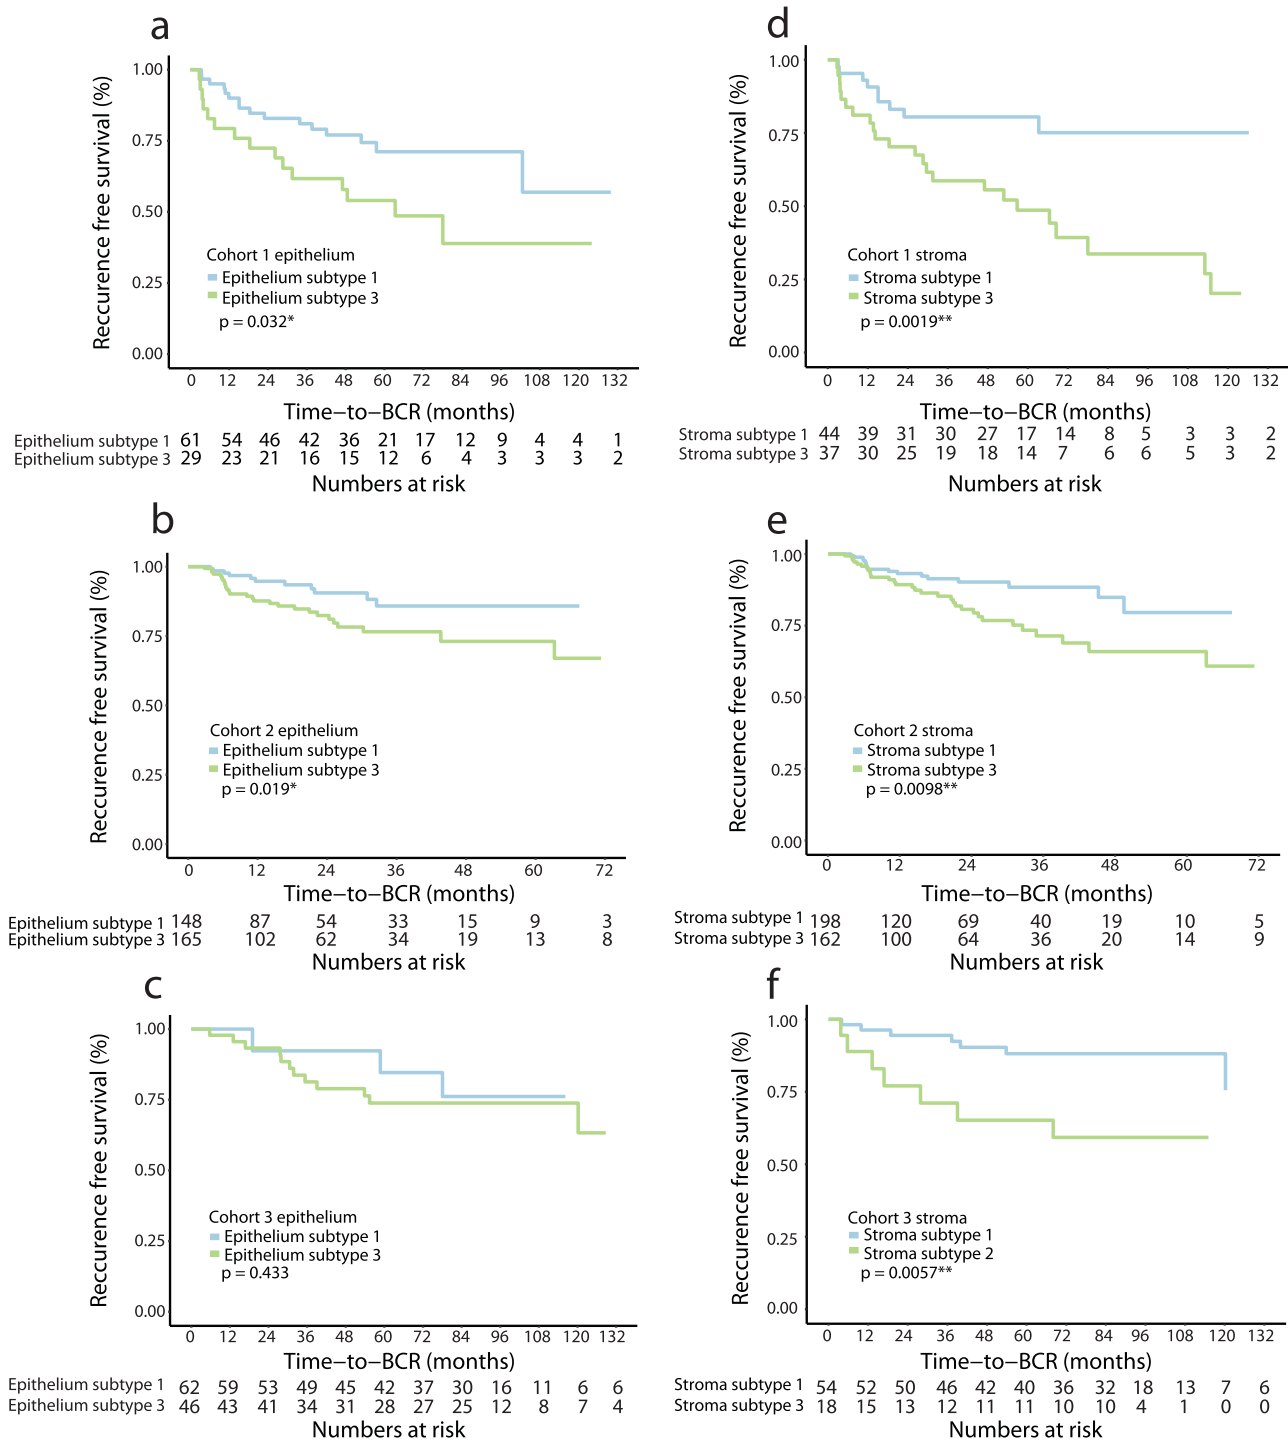 a
Reccurence free survival (%)
1.00
0.75
0.50
0.25
0.00
Cohort 1 epithelium
Epithelium subtype 1
Epithelium subtype 3
p = 0.032*
0 12 24 36 48 60 72 84 96 108 120 132
Time−to−BCR (months)
Epithelium subtype 1 61 54 46 42 36 21 17 12 9 4 4 1
Epithelium subtype 3 29 23 21 16 15 12 6 4 3 3 3 2
Numbers at risk
d
Reccurence free survival (%)
1.00
0.75
0.50
0.25
0.00
Cohort 1 stroma
Stroma subtype 1
Stroma subtype 3
p = 0.0019**
0 12 24 36 48 60 72 84 96 108 120 132
Time−to−BCR (months)
Stroma subtype 1 44 39 31 30 27 17 14 8 5 3 3 2
Stroma subtype 3 37 30 25 19 18 14 7 6 6 5 3 2
Numbers at risk
b
Reccurence free survival (%)
1.00
0.75
0.50
0.25
0.00
Cohort 2 epithelium
Epithelium subtype 1
Epithelium subtype 3
p = 0.019*
0 12 24 36 48 60 72
Time−to−BCR (months)
Epithelium subtype 1 148 87 54 33 15 9 3
Epithelium subtype 3 165 102 62 34 19 13 8
Numbers at risk
e
Reccurence free survival (%)
1.00
0.75
0.50
0.25
0.00
Cohort 2 stroma
Stroma subtype 1
Stroma subtype 3
p = 0.0098**
0 12 24 36 48 60 72
Time−to−BCR (months)
Stroma subtype 1 198 120 69 40 19 10 5
Stroma subtype 3 162 100 64 36 20 14 9
Numbers at risk
c
Reccurence free survival (%)
1.00
0.75
0.50
0.25
0.00
Cohort 3 epithelium
Epithelium subtype 1
Epithelium subtype 3
p = 0.433
0 12 24 36 48 60 72 84 96 108 120 132
Time−to−BCR (months)
Epithelium subtype 1 62 59 53 49 45 42 37 30 16 11 6 6
Epithelium subtype 3 46 43 41 34 31 28 27 25 12 8 7 4
Numbers at risk
f
Reccurence free survival (%)
1.00
0.75
0.50
0.25
0.00
Cohort 3 stroma
Stroma subtype 1
Stroma subtype 2
p = 0.0057**
0 12 24 36 48 60 72 84 96 108 120 132
Time−to−BCR (months)
Stroma subtype 1 54 52 50 46 42 40 36 32 18 13 7 6
Stroma subtype 3 18 15 13 12 11 11 10 10 4 1 0 0
Numbers at risk